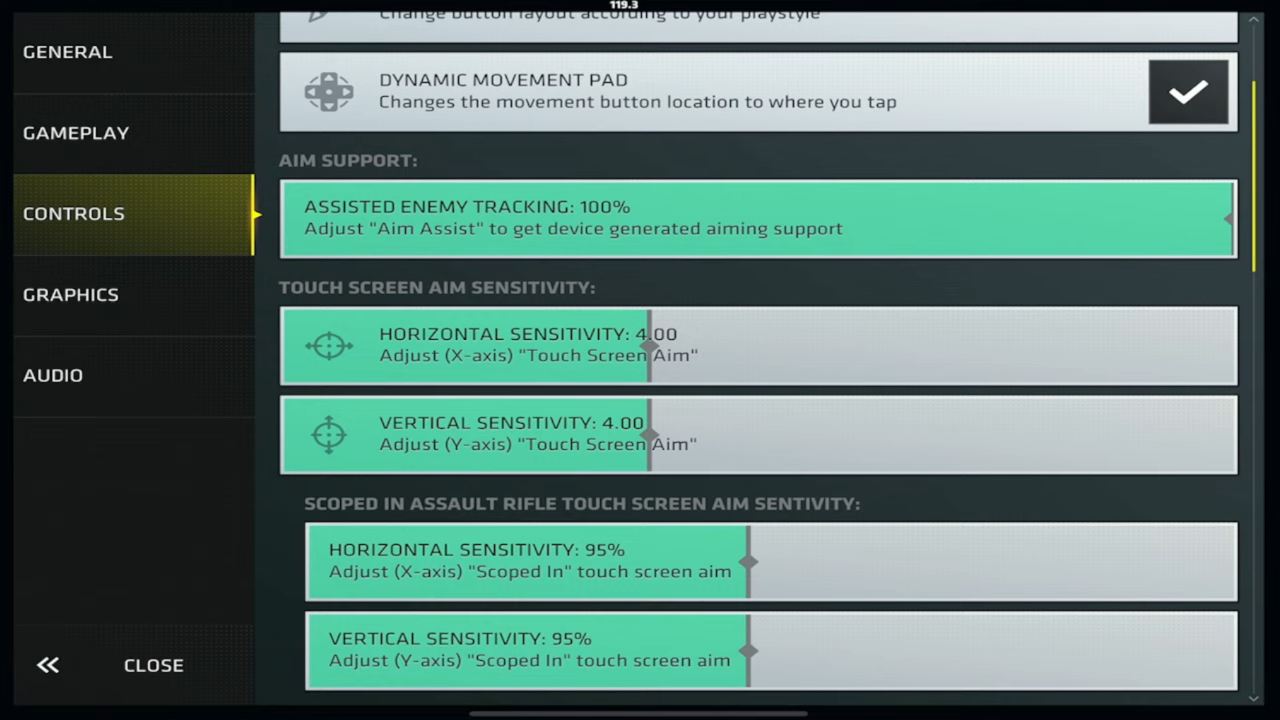 119.3
Change button layout according to your playstyle
GENERAL
DYNAMIC MOVEMENT PAD
Changes the movement button location to where you tap
GAMEPLAY
AIM SUPPORT:
CONTROLS
ASSISTED ENEMY TRACKING: 100%
Adjust "Aim Assist" to get device generated aiming support
TOUCH SCREEN AIM SENSITIVITY:
GRAPHICS
HORIZONTAL SENSITIVITY: 4.00
Adjust (X-axis) "Touch Screen Aim"
AUDIO
VERTICAL SENSITIVITY: 4.00
Adjust (Y-axis) "Touch Screen Aim"
SCOPED IN ASSAULT RIFLE TOUCH SCREEN AIM SENTIVITY:
HORIZONTAL SENSITIVITY: 95%
Adjust (X-axis) "Scoped In" touch screen aim
VERTICAL SENSITIVITY: 95%
Adjust (Y-axis) "Scoped In" touch screen aim
CLOSE